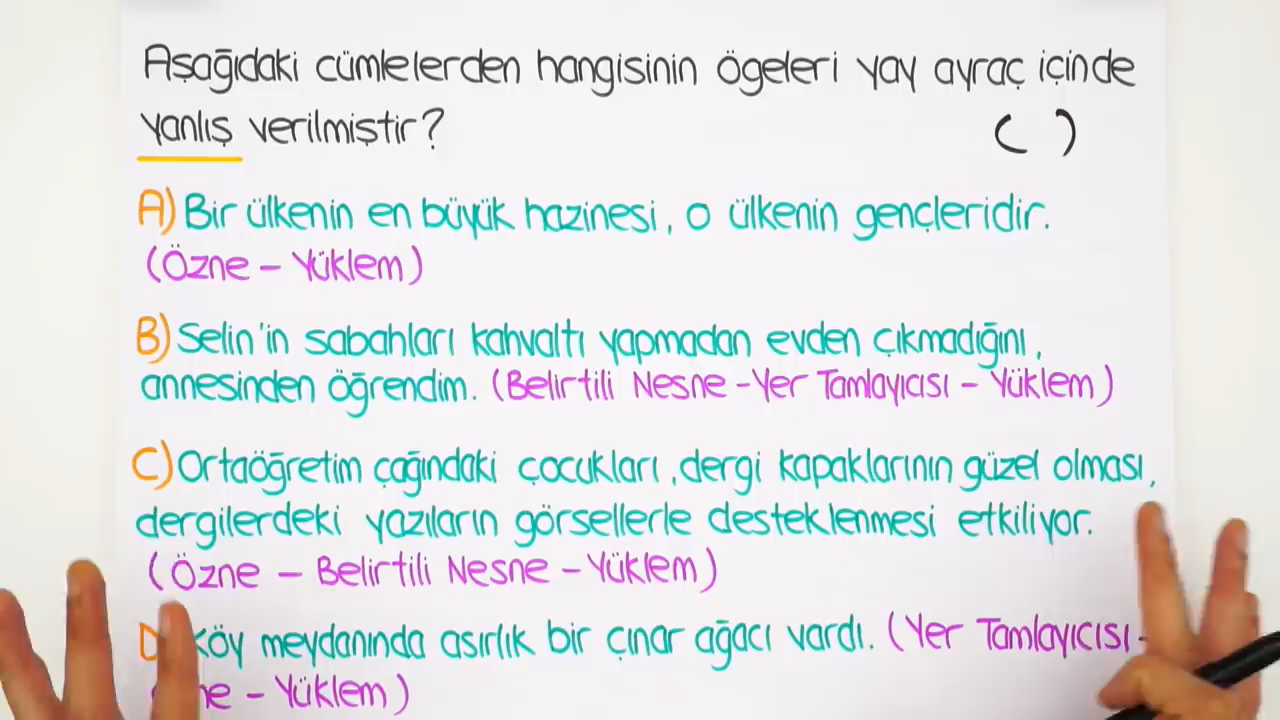 Aşağıdaki cümlelerden hangisinin ögeleri yay ayraç içinde
yanlış verilmiştir? ( )
A) Bir ülkenin en büyük hazinesi, o ülkenin gençleridir.
(Özne - Yüklem)
B) Selin'in sabahları kahvaltı yapmadan evden çıkmadığını,
annesinden öğrendim. (Belirtili Nesne - Yer Tamlayıcısı - Yüklem)
C) Ortaöğretim çağındaki çocukları, dergi kapaklarının güzel olması,
dergilerdeki yazıların görsellerle desteklenmesi etkiliyor.
(Özne - Belirtili Nesne - Yüklem)
köy meydanında asırlık bir çınar ağacı vardı. (Yer Tamlayıcısı -
- Yüklem)